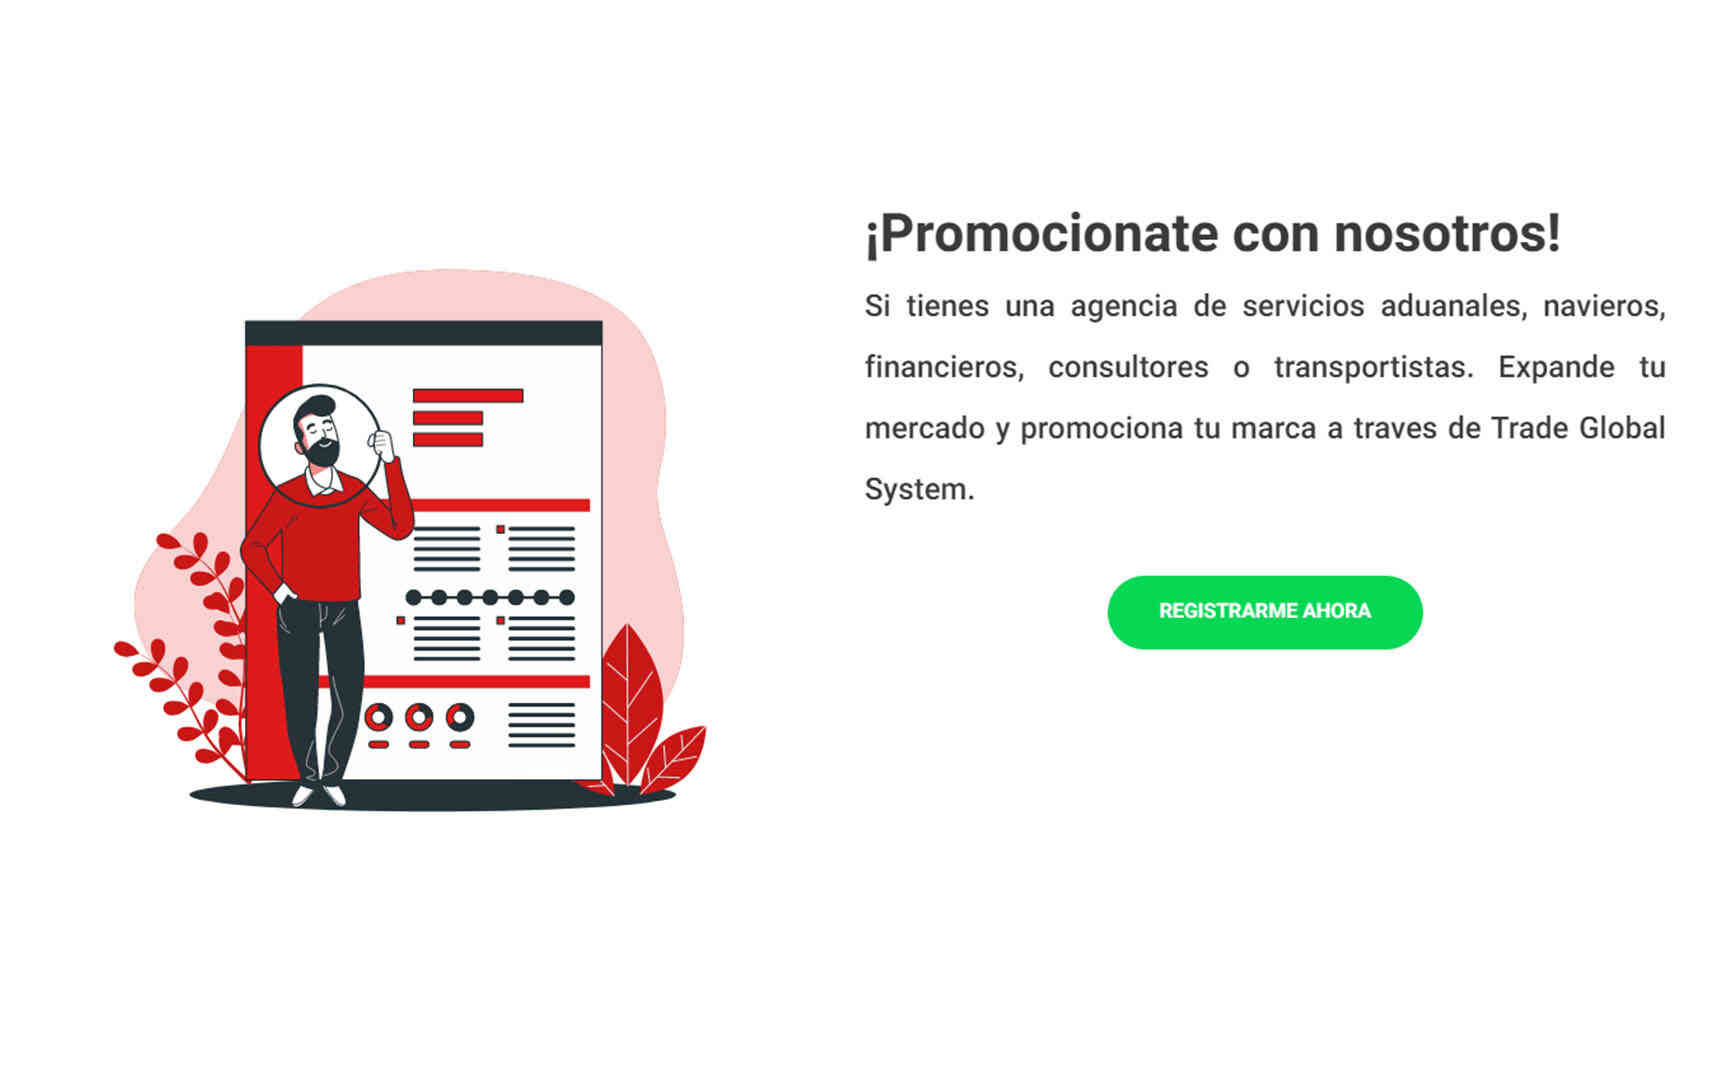 ¡Promocionate con nosotros!
Si tienes una agencia de servicios aduanales, navieros,
financieros, consultores o transportistas. Expande tu
mercado y promociona tu marca a traves de Trade Global
System.
REGISTRARME AHORA